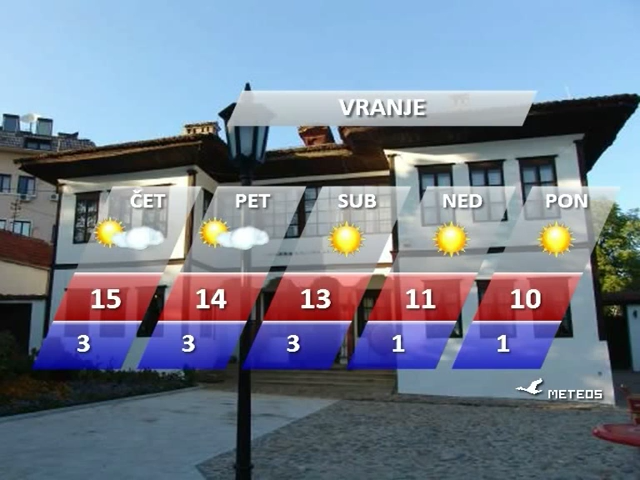 VRANJE
ČET PET SUB NED PON
15 14 13 11 10
3 3 3 1 1
METEOS